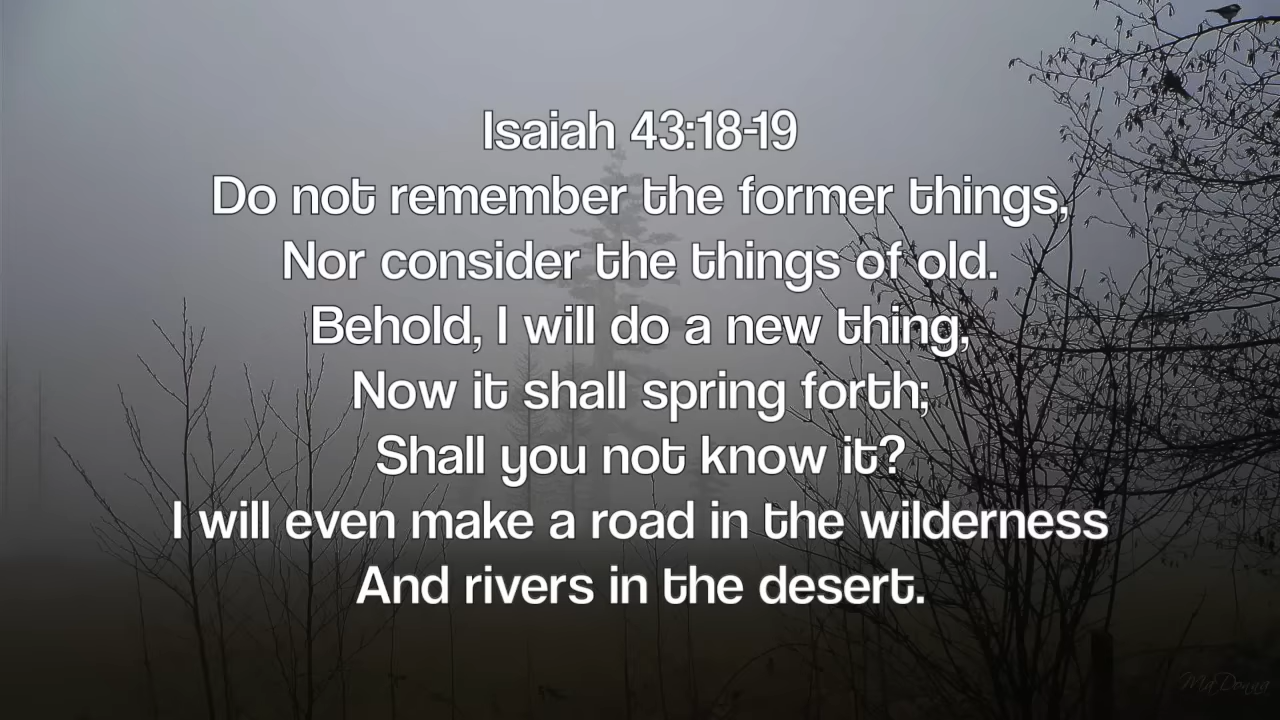 Isaiah 43:18-19
Do not remember the former things,
Nor consider the things of old.
Behold, I will do a new thing,
Now it shall spring forth;
Shall you not know it?
I will even make a road in the wilderness
And rivers in the desert.
MaDonna